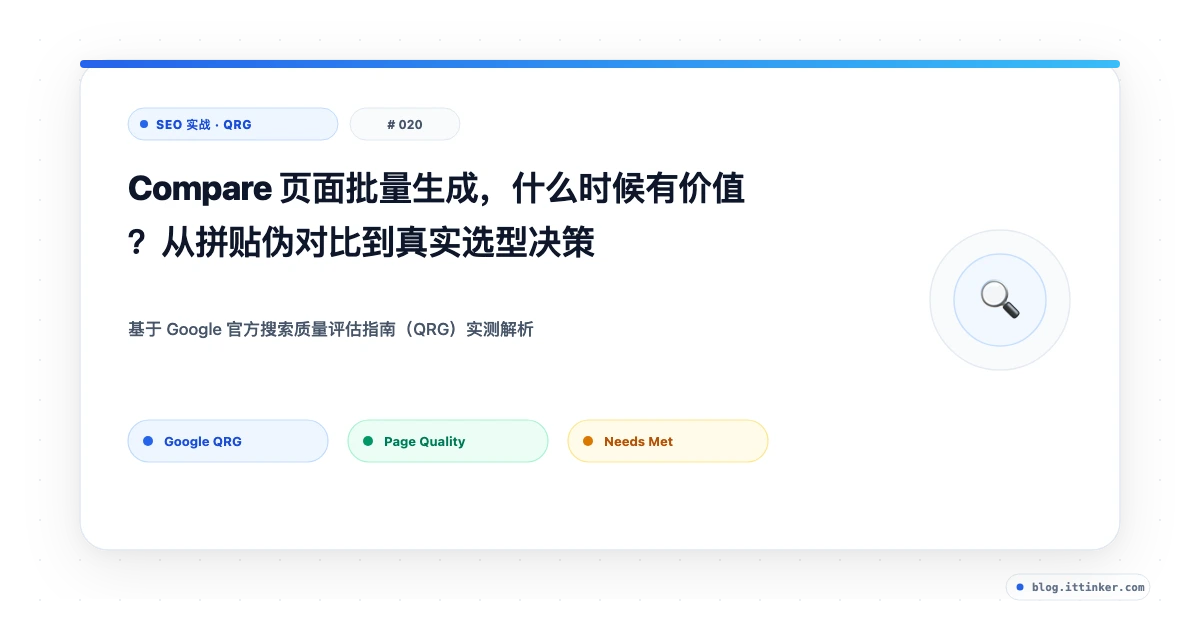 SEO 实战 · QRG
# 020
Compare 页面批量生成，什么时候有价值
？从拼贴伪对比到真实选型决策
基于 Google 官方搜索质量评估指南（QRG）实测解析
Google QRG
Page Quality
Needs Met
blog.ittinker.com